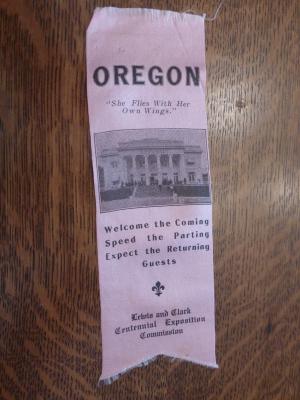 OREGON
"She Flies With Her
Own Wings."
Welcome the Coming
Speed the Parting
Expect the Returning
Guests
Lewis and Clark
Centennial Exposition
Commission